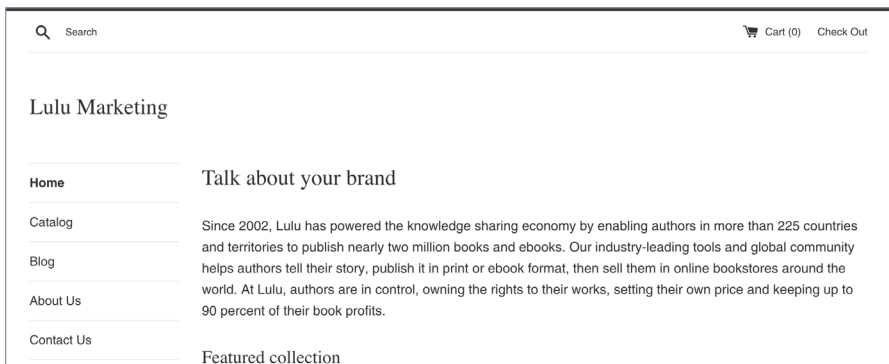 Search
Cart (0)
Check Out
Lulu Marketing
Home
Catalog
Blog
About Us
Contact Us
Talk about your brand
Since 2002, Lulu has powered the knowledge sharing economy by enabling authors in more than 225 countries
and territories to publish nearly two million books and ebooks. Our industry-leading tools and global community
helps authors tell their story, publish it in print or ebook format, then sell them in online bookstores around the
world. At Lulu, authors are in control, owning the rights to their works, setting their own price and keeping up to
90 percent of their book profits.
Featured collection